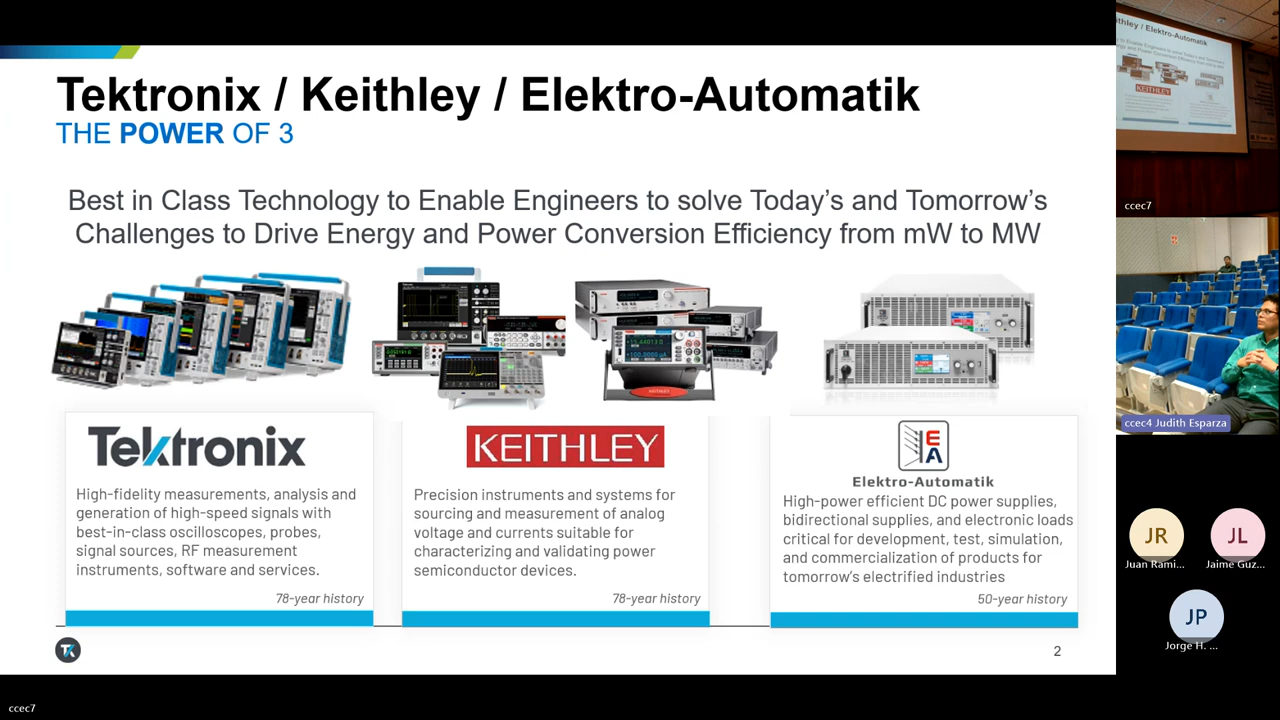 Tektronix / Keithley / Elektro-Automatik
THE POWER OF 3
Best in Class Technology to Enable Engineers to solve Today’s and Tomorrow’s
Challenges to Drive Energy and Power Conversion Efficiency from mW to MW
Tektronix
High-fidelity measurements, analysis and
generation of high-speed signals with
best-in-class oscilloscopes, probes,
signal sources, RF measurement
instruments, software and services.
78-year history
KEITHLEY
KEITHLEY
Precision instruments and systems for
sourcing and measurement of analog
voltage and currents suitable for
characterizing and validating power
semiconductor devices.
78-year history
EA
Elektro-Automatik
High-power efficient DC power supplies,
bidirectional supplies, and electronic loads
critical for development, test, simulation,
and commercialization of products for
tomorrow’s electrified industries
50-year history
2
ccec7
Keithley / Elektro-Automatik
KEITHLEY
ccec7
ccec4 Judith Esparza
JR
Juan Rami...
JL
Jaime Guz...
JP
Jorge H. ...